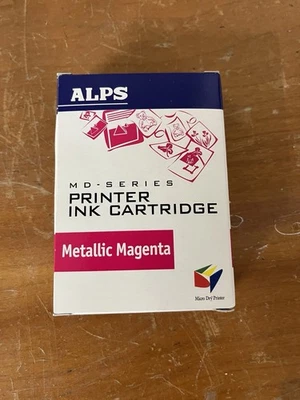 ALPS
MD-SERIES
PRINTER
INK CARTRIDGE
Metallic Magenta
Micro Dry Printer